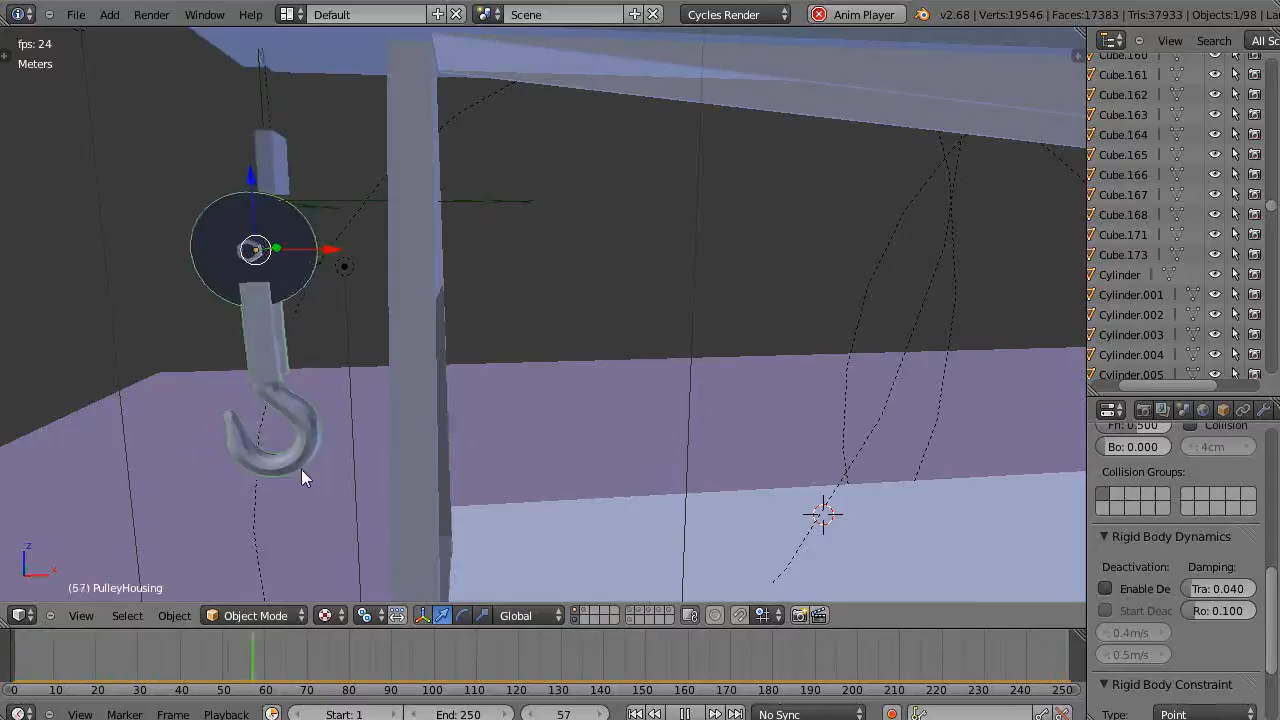 File Add Render Window Help Default Scene Cycles Render Anim Player v2.68 | Verts:19546 | Faces:17383 | Tris:37933 | Objects:1/98 | La
fps: 24
Meters
View Search All Sc
Cube.160
Cube.161
Cube.162
Cube.163
Cube.164
Cube.165
Cube.166
Cube.167
Cube.168
Cube.171
Cube.173
Cylinder
Cylinder.001
Cylinder.002
Cylinder.003
Cylinder.004
Cylinder.005
Fri: 0.500 Collision
Bo: 0.000 : 4cm
Collision Groups:
Rigid Body Dynamics
Deactivation: Damping:
Enable De Tra: 0.040
Start Deac Ro: 0.100
0.4m/s
0.5m/s
Rigid Body Constraint
Type: Point
z
x
(57) PulleyHousing
View Select Object Object Mode Global
0 10 20 30 40 50 60 70 80 90 100 110 120 130 140 150 160 170 180 190 200 210 220 230 240 250
View Marker Frame Playback Start: 1 End: 250 57 No Sync